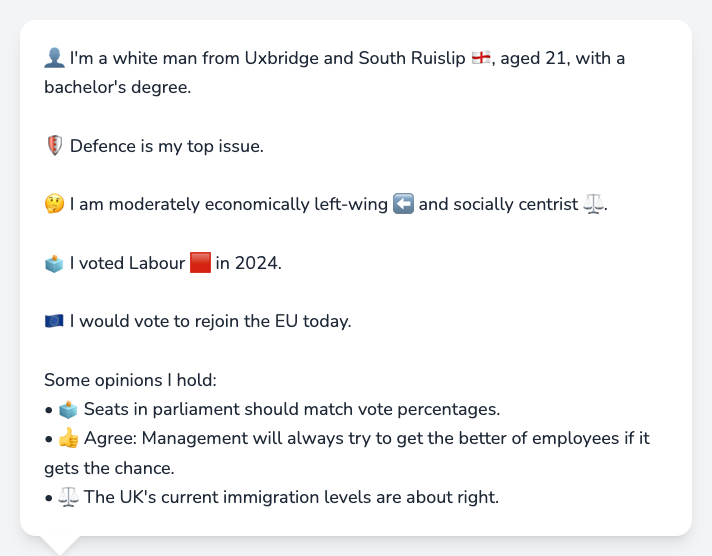 👤 I'm a white man from Uxbridge and South Ruislip 🏴󠁧󠁢󠁥󠁮󠁧󠁿, aged 21, with a
bachelor's degree.
🛡️ Defence is my top issue.
🤔 I am moderately economically left-wing ⬅️ and socially centrist ⚖️.
🗳️ I voted Labour 🟥 in 2024.
🇪🇺 I would vote to rejoin the EU today.
Some opinions I hold:
• 🗳️ Seats in parliament should match vote percentages.
• 👍 Agree: Management will always try to get the better of employees if it
gets the chance.
• ⚖️ The UK's current immigration levels are about right.